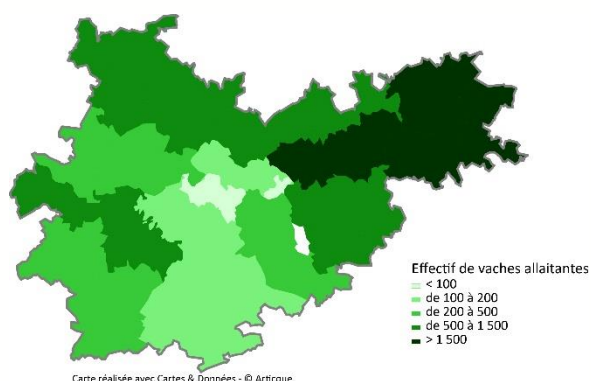 Effectif de vaches allaitantes
< 100
de 100 à 200
de 200 à 500
de 500 à 1 500
> 1 500
Carte réalisée avec Cartes & Données - © Articque